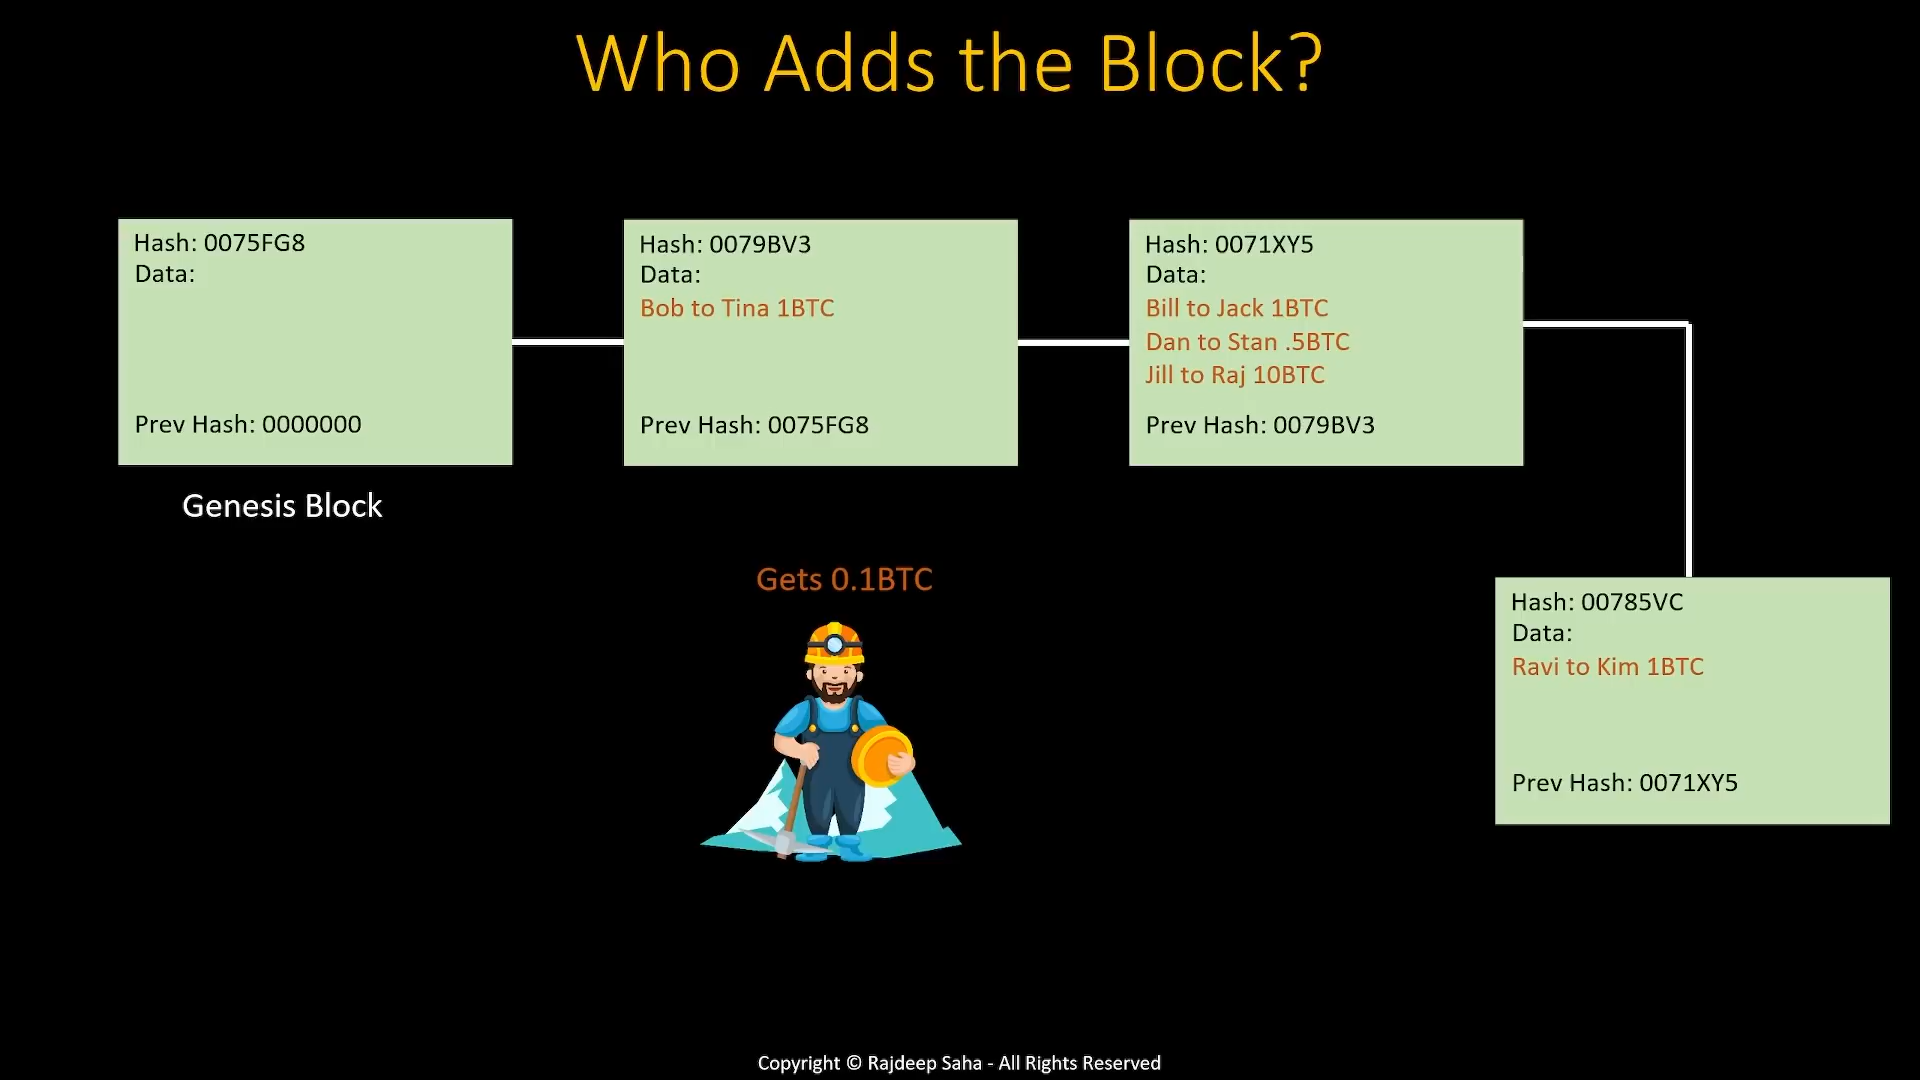 Who Adds the Block?
Hash: 0075FG8
Data:
Prev Hash: 0000000
Genesis Block
Hash: 0079BV3
Data:
Bob to Tina 1BTC
Prev Hash: 0075FG8
Hash: 0071XY5
Data:
Bill to Jack 1BTC
Dan to Stan .5BTC
Jill to Raj 10BTC
Prev Hash: 0079BV3
Gets 0.1BTC
Hash: 00785VC
Data:
Ravi to Kim 1BTC
Prev Hash: 0071XY5
Copyright © Rajdeep Saha - All Rights Reserved